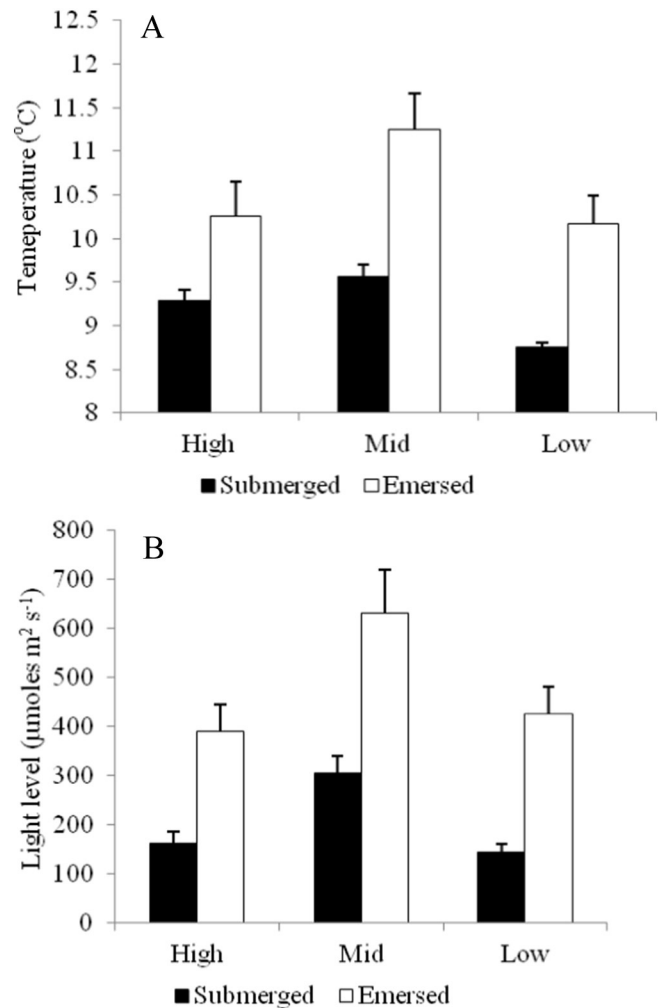 A
Temeperature (⁰C)
12.5
12
11.5
11
10.5
10
9.5
9
8.5
8
High Mid Low
Submerged Emersed
B
Light level (µmoles m² s⁻¹)
800
700
600
500
400
300
200
100
0
High Mid Low
Submerged Emersed